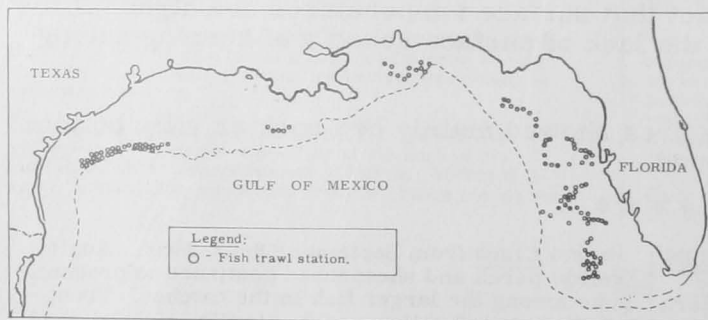 TEXAS
FLORIDA
GULF OF MEXICO
Legend:
O - Fish trawl station.